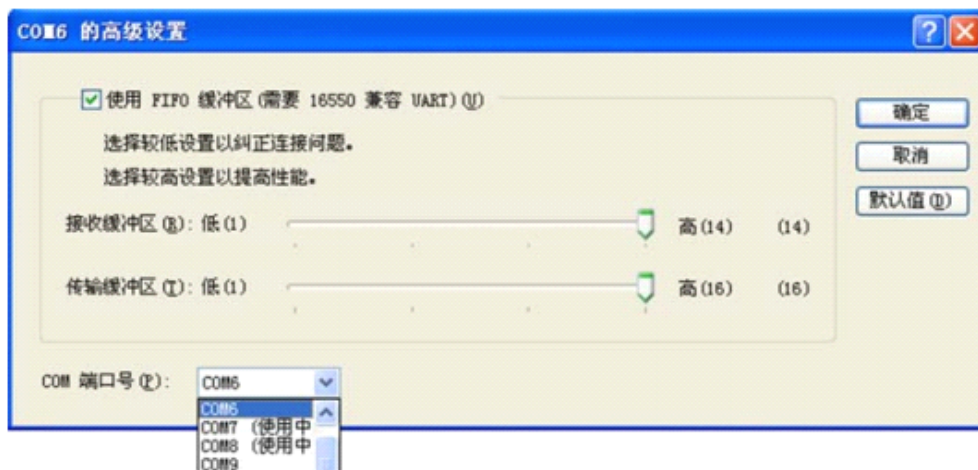 COM6 的高级设置
使用 FIFO 缓冲区(需要 16550 兼容 UART)(U)
选择较低设置以纠正连接问题。
选择较高设置以提高性能。
接收缓冲区(R): 低(1) 高(14) (14)
传输缓冲区(T): 低(1) 高(16) (16)
COM 端口号(P): COM6
COM6
COM7 (使用中
COM8 (使用中
COM9
确定
取消
默认值(D)